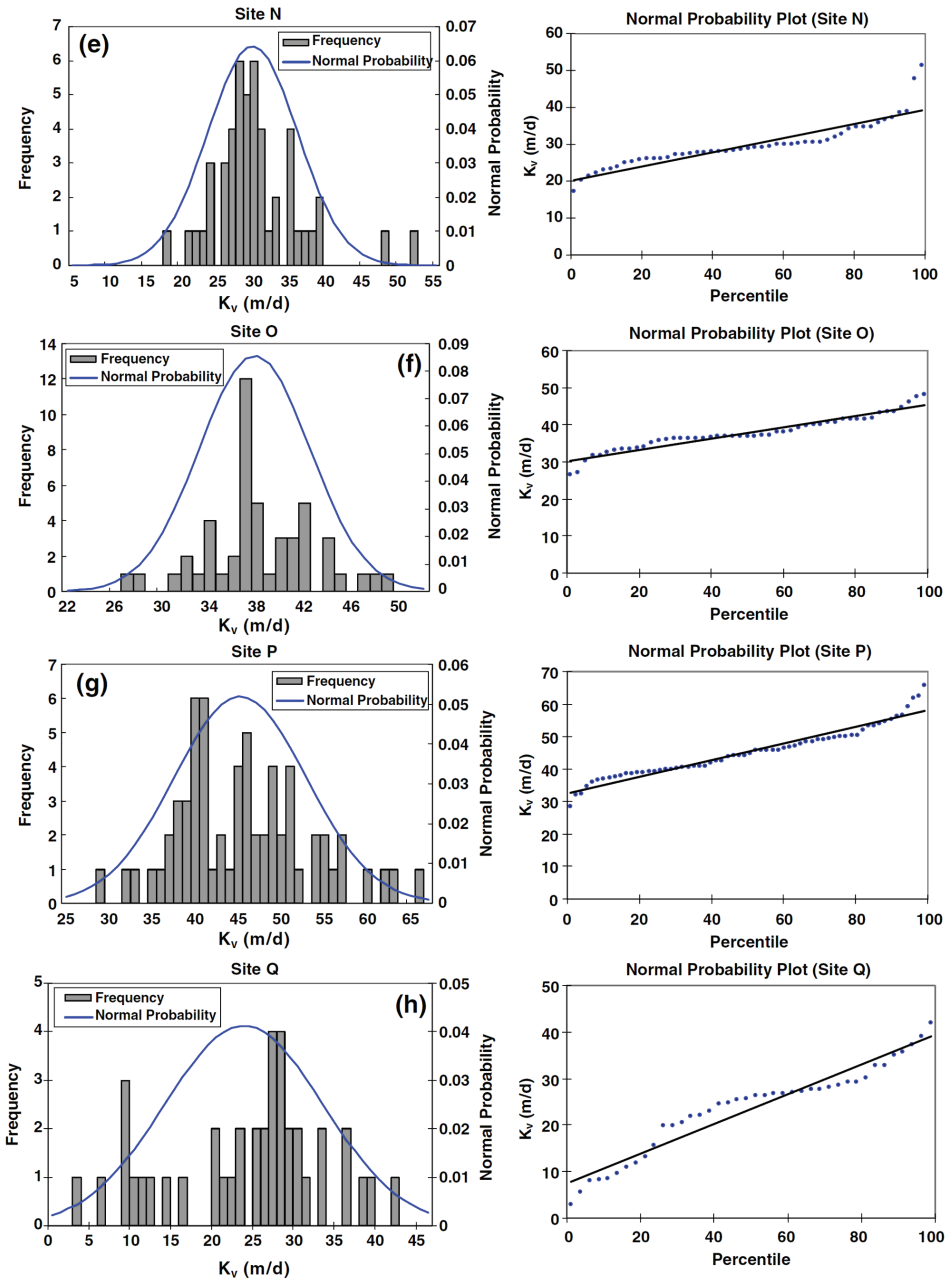 Site N
(e)
Frequency
Normal Probability
7
6
5
4
3
2
1
0
Frequency
0.07
0.06
0.05
0.04
0.03
0.02
0.01
0
Normal Probability
5 10 15 20 25 30 35 40 45 50 55
Kv (m/d)
Normal Probability Plot (Site N)
60
50
40
30
20
10
0
Kv (m/d)
0 20 40 60 80 100
Percentile
Site O
(f)
Frequency
Normal Probability
14
12
10
8
6
4
2
0
Frequency
0.09
0.08
0.07
0.06
0.05
0.04
0.03
0.02
0.01
0
Normal Probability
22 26 30 34 38 42 46 50
Kv (m/d)
Normal Probability Plot (Site O)
60
50
40
30
20
10
0
Kv (m/d)
0 20 40 60 80 100
Percentile
Site P
(g)
Frequency
Normal Probability
7
6
5
4
3
2
1
0
Frequency
0.06
0.05
0.04
0.03
0.02
0.01
0
Normal Probability
25 30 35 40 45 50 55 60 65
Kv (m/d)
Normal Probability Plot (Site P)
70
60
50
40
30
20
10
0
Kv (m/d)
0 20 40 60 80 100
Percentile
Site Q
(h)
Frequency
Normal Probability
5
4
3
2
1
0
Frequency
0.05
0.04
0.03
0.02
0.01
0
Normal Probability
0 5 10 15 20 25 30 35 40 45
Kv (m/d)
Normal Probability Plot (Site Q)
50
40
30
20
10
0
Kv (m/d)
0 20 40 60 80 100
Percentile